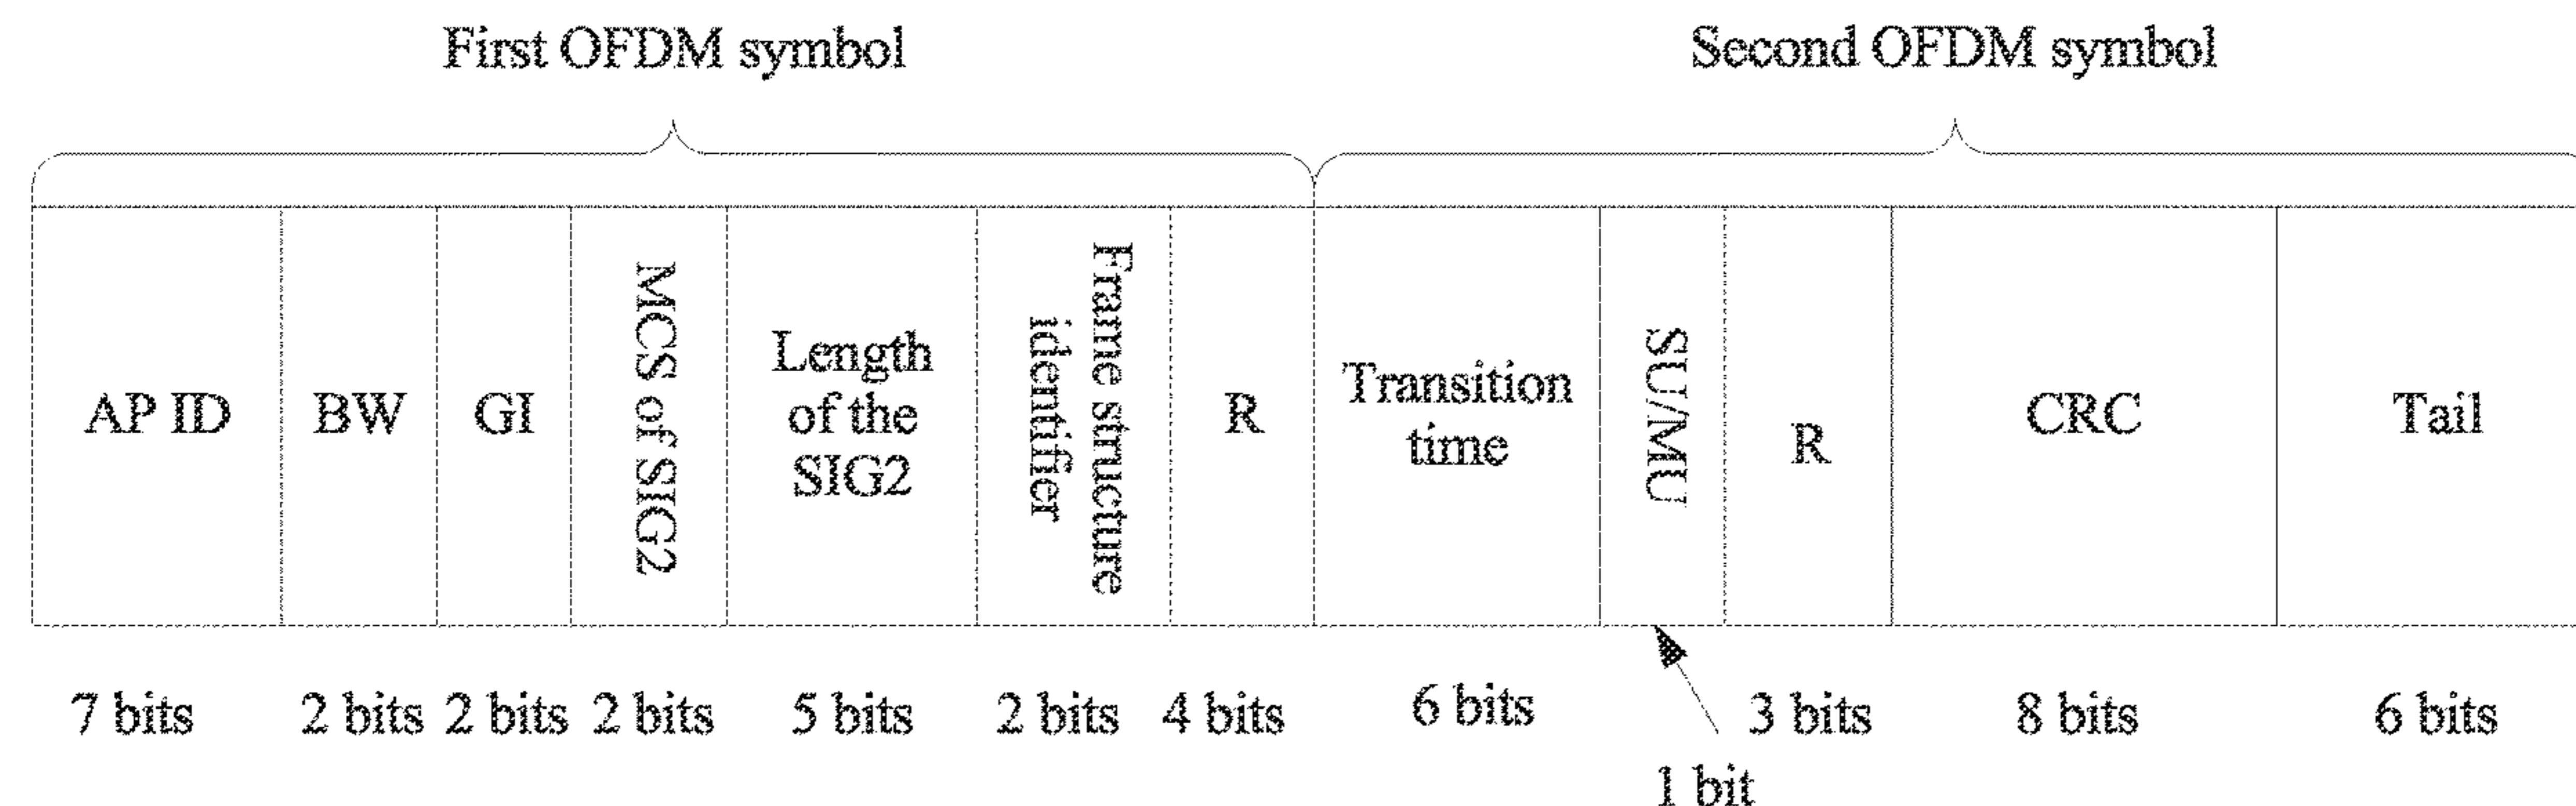 First OFDM symbol
Second OFDM symbol
AP ID
BW
GI
MCS of SIG2
Length
of the
SIG2
Frame structure
identifier
R
Transition
time
SU/MU
R
CRC
Tail
7 bits
2 bits
2 bits
2 bits
5 bits
2 bits
4 bits
6 bits
3 bits
8 bits
6 bits
1 bit